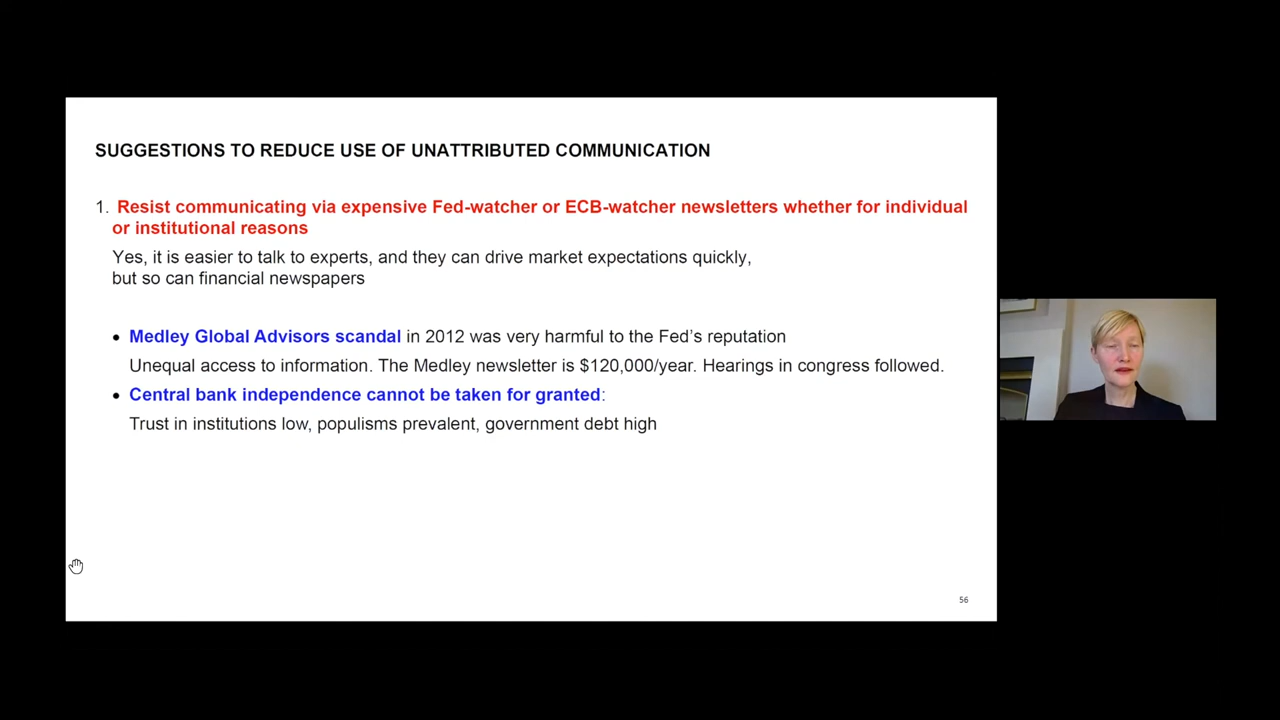 SUGGESTIONS TO REDUCE USE OF UNATTRIBUTED COMMUNICATION
1. Resist communicating via expensive Fed-watcher or ECB-watcher newsletters whether for individual
or institutional reasons
Yes, it is easier to talk to experts, and they can drive market expectations quickly,
but so can financial newspapers
• Medley Global Advisors scandal in 2012 was very harmful to the Fed's reputation
Unequal access to information. The Medley newsletter is $120,000/year. Hearings in congress followed.
• Central bank independence cannot be taken for granted:
Trust in institutions low, populisms prevalent, government debt high
56